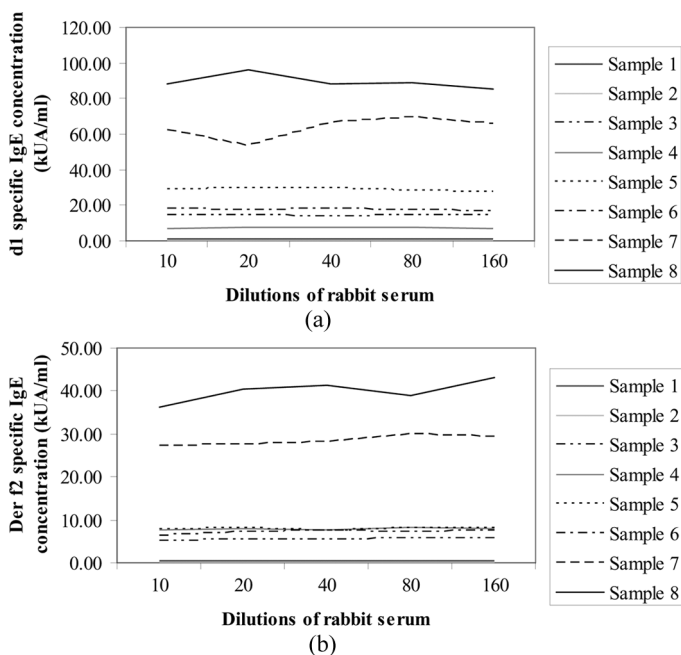 d1 specific IgE concentration
(kUA/ml)
120.00
100.00
80.00
60.00
40.00
20.00
0.00
10 20 40 80 160
Dilutions of rabbit serum
Sample 1
Sample 2
Sample 3
Sample 4
Sample 5
Sample 6
Sample 7
Sample 8
(a)
Der f2 specific IgE
concentration (kUA/ml)
50.00
40.00
30.00
20.00
10.00
0.00
10 20 40 80 160
Dilutions of rabbit serum
Sample 1
Sample 2
Sample 3
Sample 4
Sample 5
Sample 6
Sample 7
Sample 8
(b)